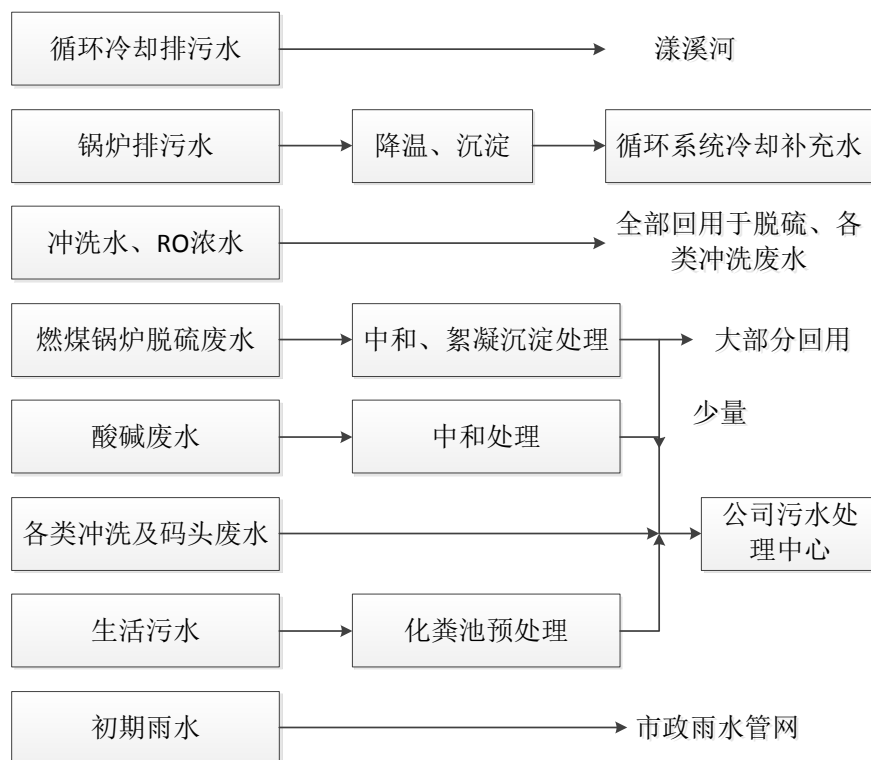 循环冷却排污水
漾溪河
锅炉排污水
降温、沉淀
循环系统冷却补充水
冲洗水、RO浓水
全部回用于脱硫、各
类冲洗废水
燃煤锅炉脱硫废水
中和、絮凝沉淀处理
大部分回用
少量
酸碱废水
中和处理
各类冲洗及码头废水
公司污水处
理中心
生活污水
化粪池预处理
初期雨水
市政雨水管网